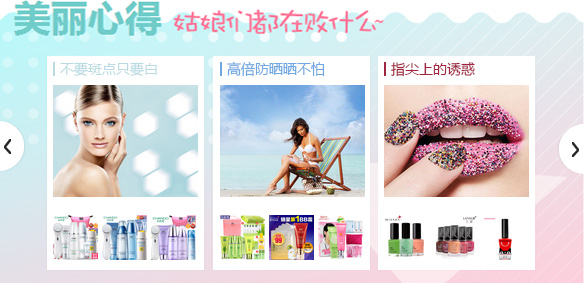 美丽心得 姑娘们都在败什么~
不要斑点只要白
高倍防晒晒不怕
指尖上的诱惑